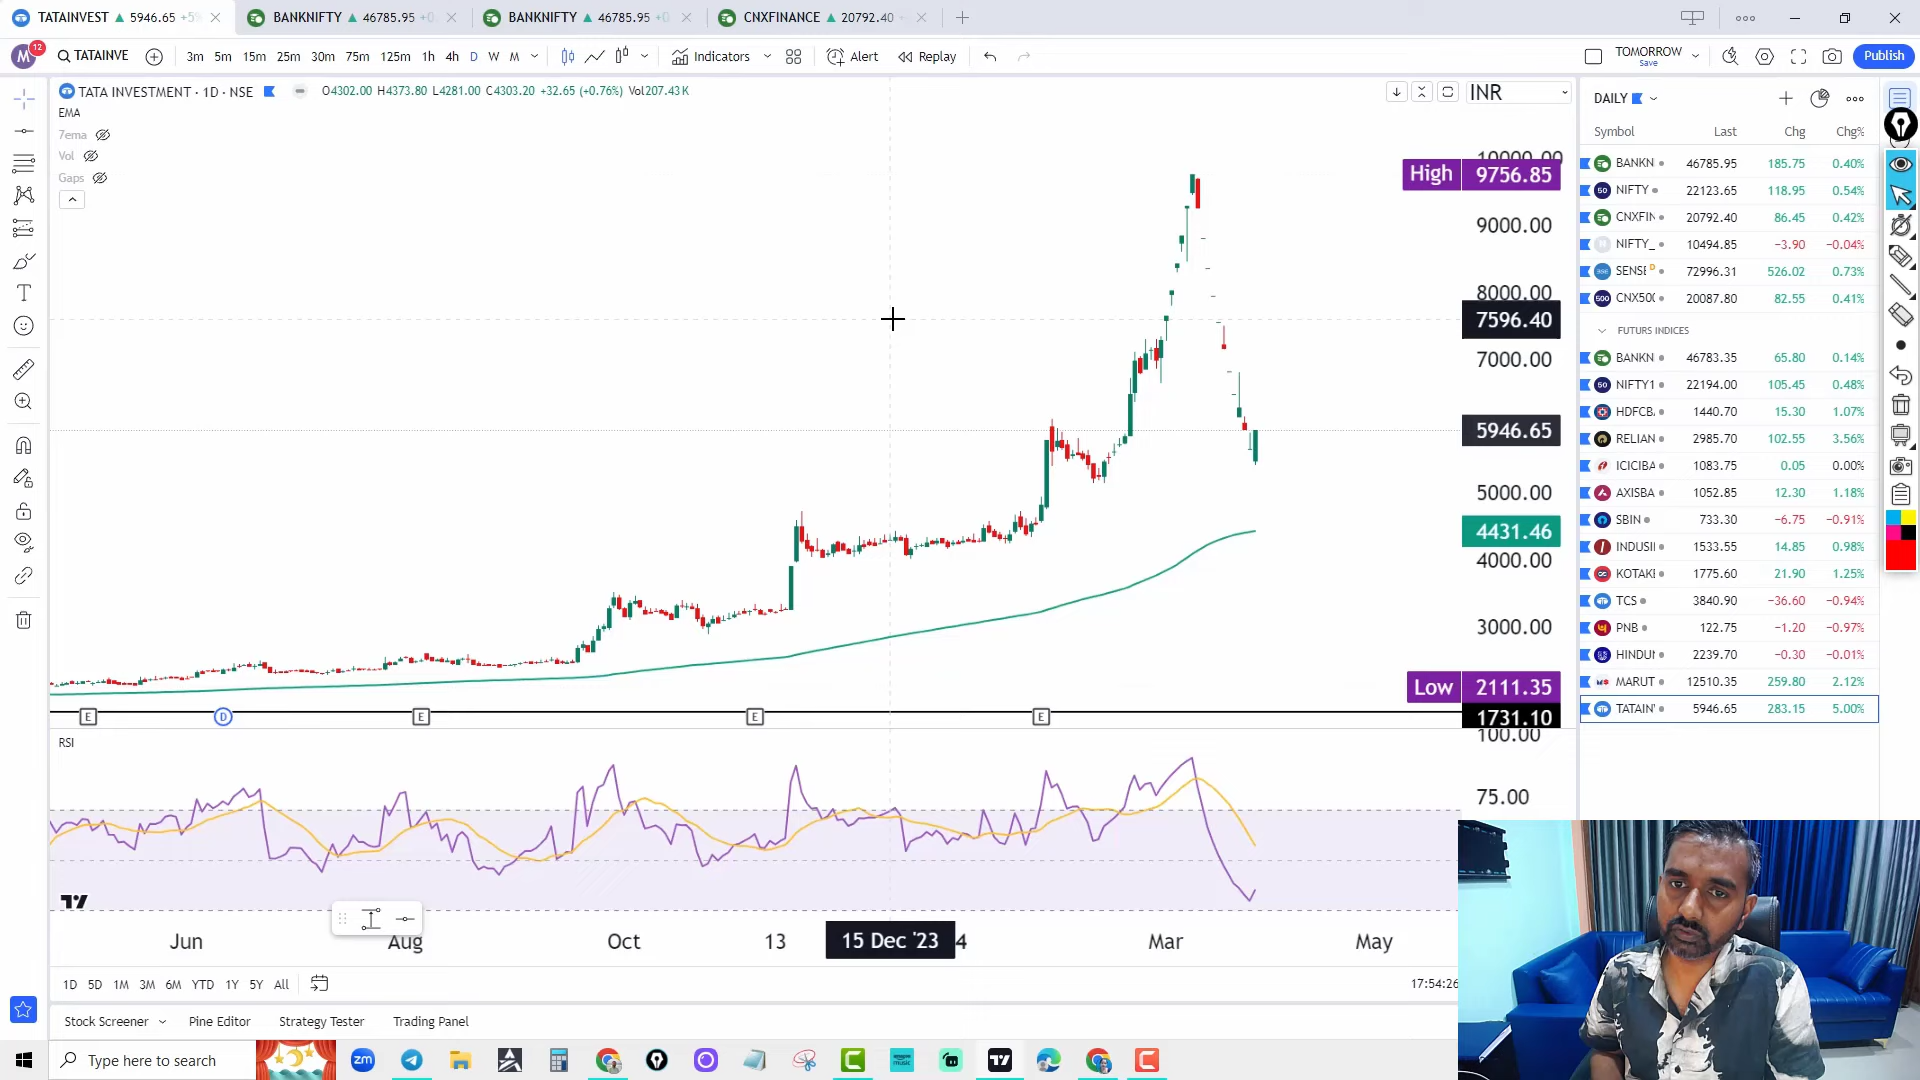 TATAINVEST ▲ 5946.65 +5%
BANKNIFTY ▲ 46785.95 +0.
BANKNIFTY ▲ 46785.95 +0
CNXFINANCE ▲ 20792.40
M 12 TATAINVE 3m 5m 15m 25m 30m 75m 125m 1h 4h D W M Indicators Alert Replay TOMORROW Save Publish
TATA INVESTMENT · 1D · NSE O4302.00 H4373.80 L4281.00 C4303.20 +32.65 (+0.76%) Vol207.43K INR
EMA
7ema
Vol
Gaps
10000.00
High 9756.85
9000.00
8000.00
7596.40
7000.00
5946.65
5000.00
4431.46
4000.00
3000.00
Low 2111.35
1731.10
E D E E E
RSI
100.00
75.00
Jun Aug Oct 13 15 Dec '23 4 Mar May
1D 5D 1M 3M 6M YTD 1Y 5Y All 17:54:26
Stock Screener Pine Editor Strategy Tester Trading Panel
Type here to search
DAILY
Symbol Last Chg Chg%
BANKN 46785.95 185.75 0.40%
NIFTY 22123.65 118.95 0.54%
CNXFIN 20792.40 86.45 0.42%
NIFTY_ 10494.85 −3.90 −0.04%
SENSE 72996.31 526.02 0.73%
CNX500 20087.80 82.55 0.41%
FUTURS INDICES
BANKN 46783.35 65.80 0.14%
NIFTY1 22194.00 105.45 0.48%
HDFCB 1440.70 15.30 1.07%
RELIAN 2985.70 102.55 3.56%
ICICIBA 1083.75 0.05 0.00%
AXISBA 1052.85 12.30 1.18%
SBIN 733.30 −6.75 −0.91%
INDUSI 1533.55 14.85 0.98%
KOTAK 1775.60 21.90 1.25%
TCS 3840.90 −36.60 −0.94%
PNB 122.75 −1.20 −0.97%
HINDU 2239.70 −0.30 −0.01%
MARUT 12510.35 259.80 2.12%
TATAIN 5946.65 283.15 5.00%